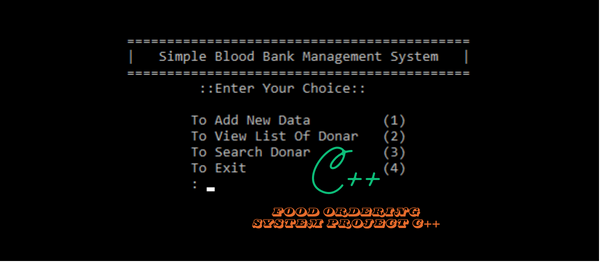 ==========================================
| Simple Blood Bank Management System |
==========================================
::Enter Your Choice::
To Add New Data (1)
To View List Of Donar (2)
To Search Donar (3)
To Exit (4)
: _
C++
FOOD ORDERING
SYSTEM PROJECT C++